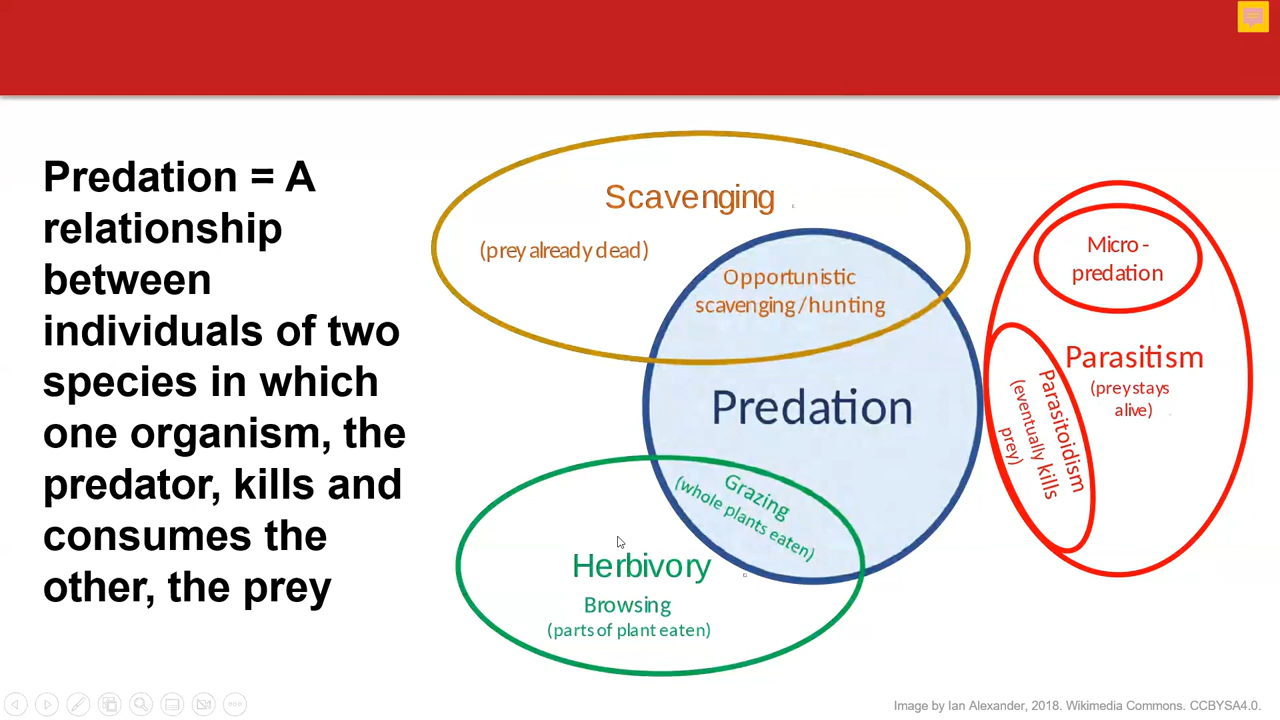 Predation = A
relationship
between
individuals of two
species in which
one organism, the
predator, kills and
consumes the
other, the prey
Scavenging
(prey already dead)
Opportunistic
scavenging/hunting
Predation
Grazing
(whole plants eaten)
Herbivory
Browsing
(parts of plant eaten)
Micro-
predation
Parasitism
(prey stays
alive)
Parasitoidism
(eventually kills
prey)
Image by Ian Alexander, 2018. Wikimedia Commons. CCBYSA4.0.